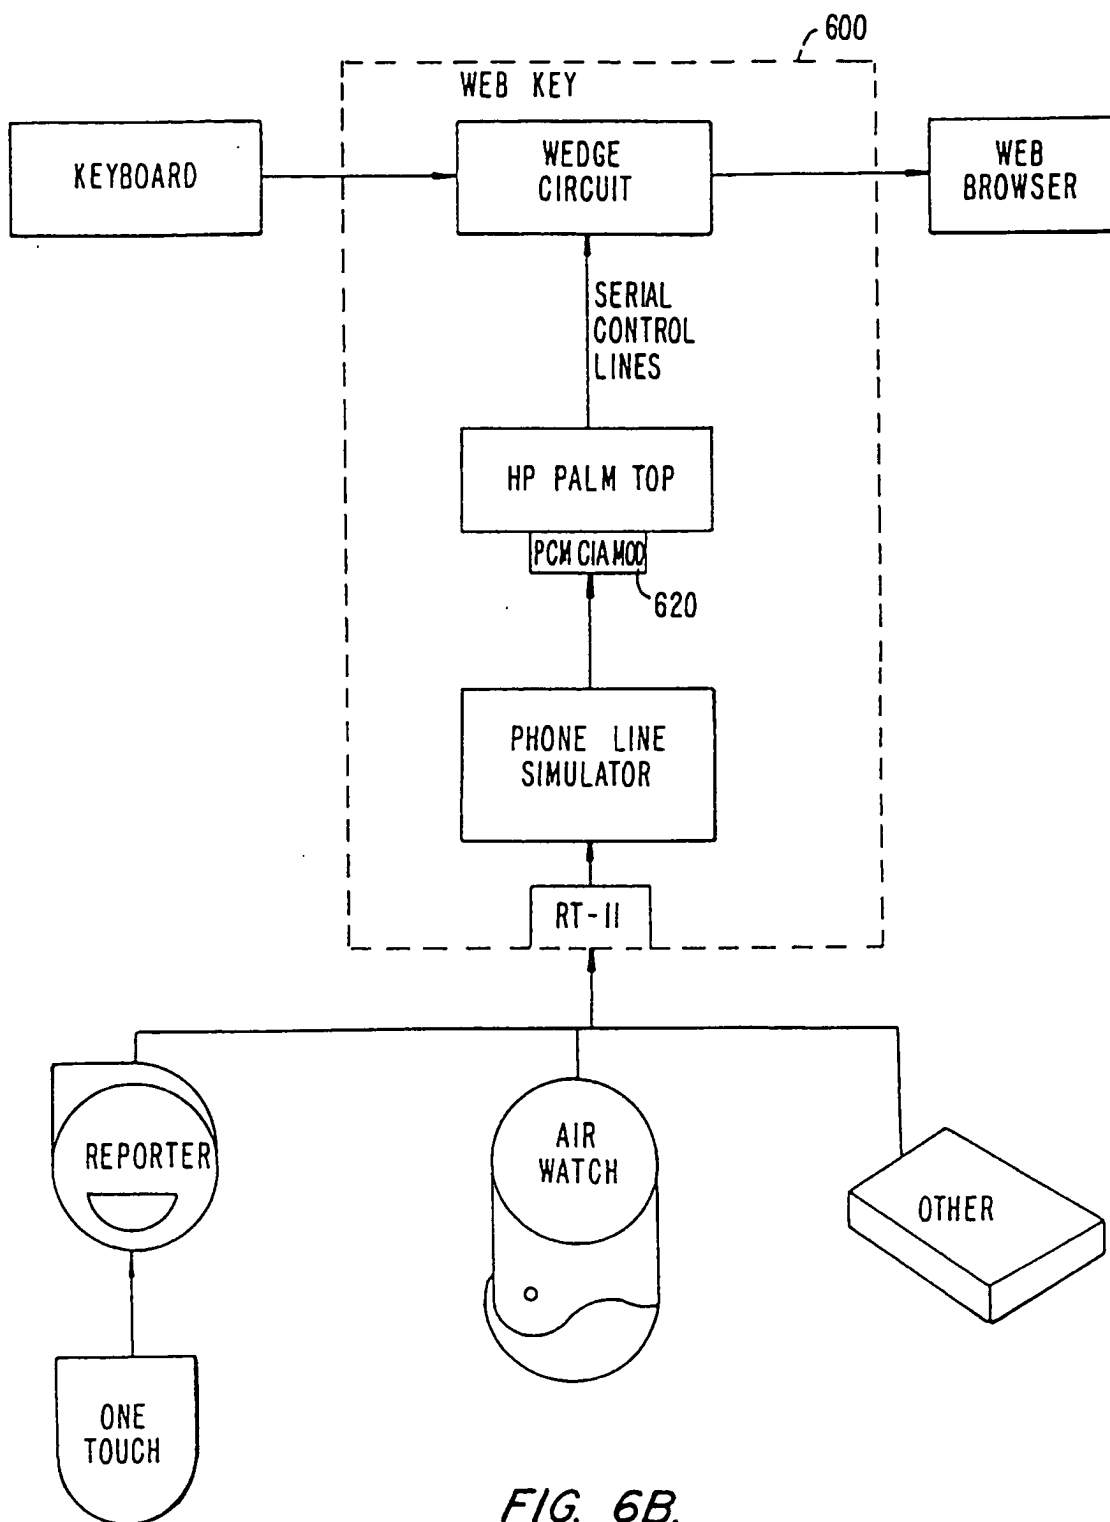 600
WEB KEY
KEYBOARD
WEDGE
CIRCUIT
WEB
BROWSER
SERIAL
CONTROL
LINES
HP PALM TOP
PCMCIA MOD
620
PHONE LINE
SIMULATOR
RT-11
REPORTER
AIR
WATCH
OTHER
ONE
TOUCH
FIG. 6B.